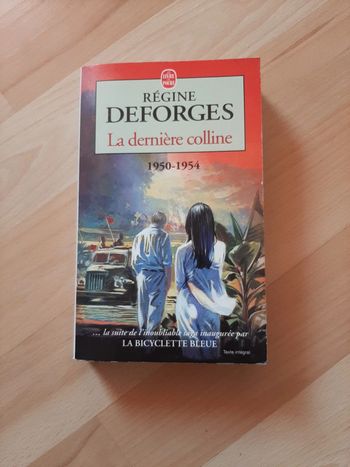 LE LIVRE
DE POCHE
RÉGINE
DEFORGES
La dernière colline
1950-1954
... la suite de l'inoubliable saga inaugurée par
LA BICYCLETTE BLEUE
Texte intégral